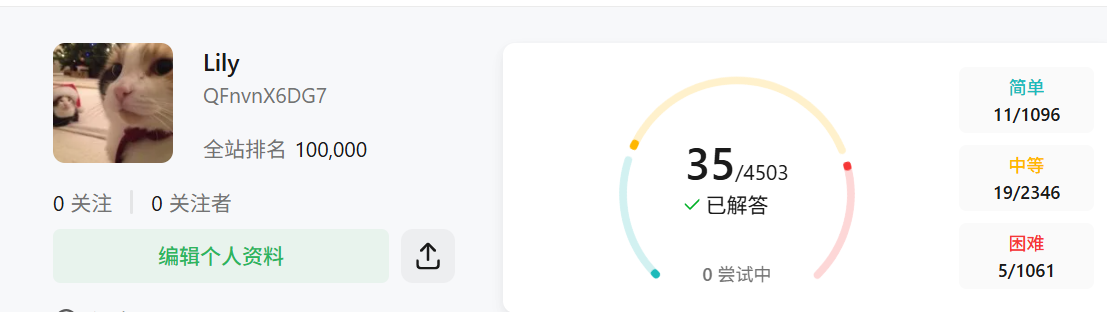 Lily
QFnvnX6DG7
全站排名 100,000
0 关注
0 关注者
编辑个人资料
35/4503
已解答
0 尝试中
简单
11/1096
中等
19/2346
困难
5/1061